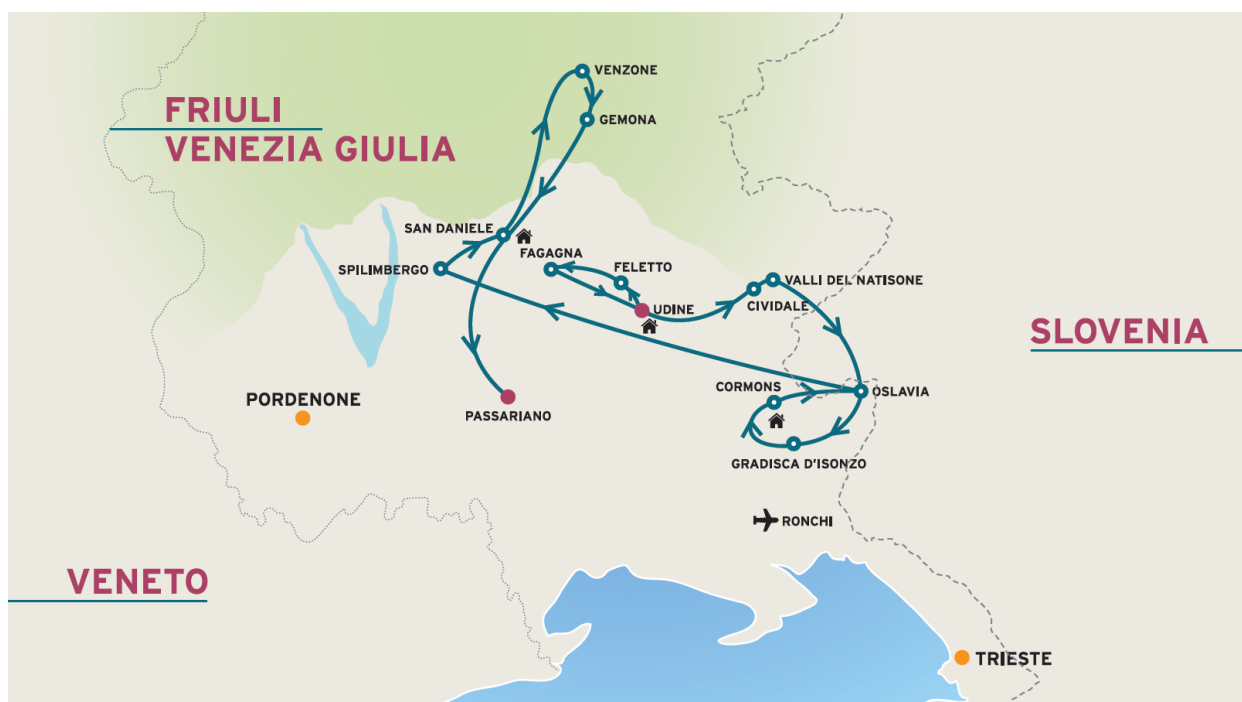 VENZONE
FRIULI
VENEZIA GIULIA
GEMONA
SAN DANIELE
FAGAGNA
SPILIMBERGO
FELETTO
VALLI DEL NATISONE
CIVIDALE
UDINE
SLOVENIA
CORMONS
OSLAVIA
PORDENONE
PASSARIANO
GRADISCA D'ISONZO
RONCHI
VENETO
TRIESTE